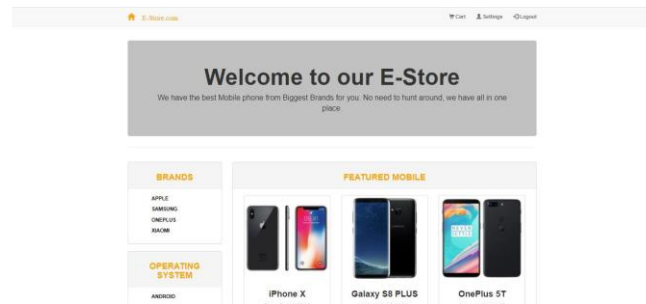 E-Store.com
Cart Settings Logout
Welcome to our E-Store
We have the best Mobile phone from Biggest Brands for you. No need to hunt around, we have all in one
place
BRANDS
APPLE
SAMSUNG
ONEPLUS
XIAOMI
OPERATING
SYSTEM
ANDROID
FEATURED MOBILE
iPhone X
Galaxy S8 PLUS
OnePlus 5T